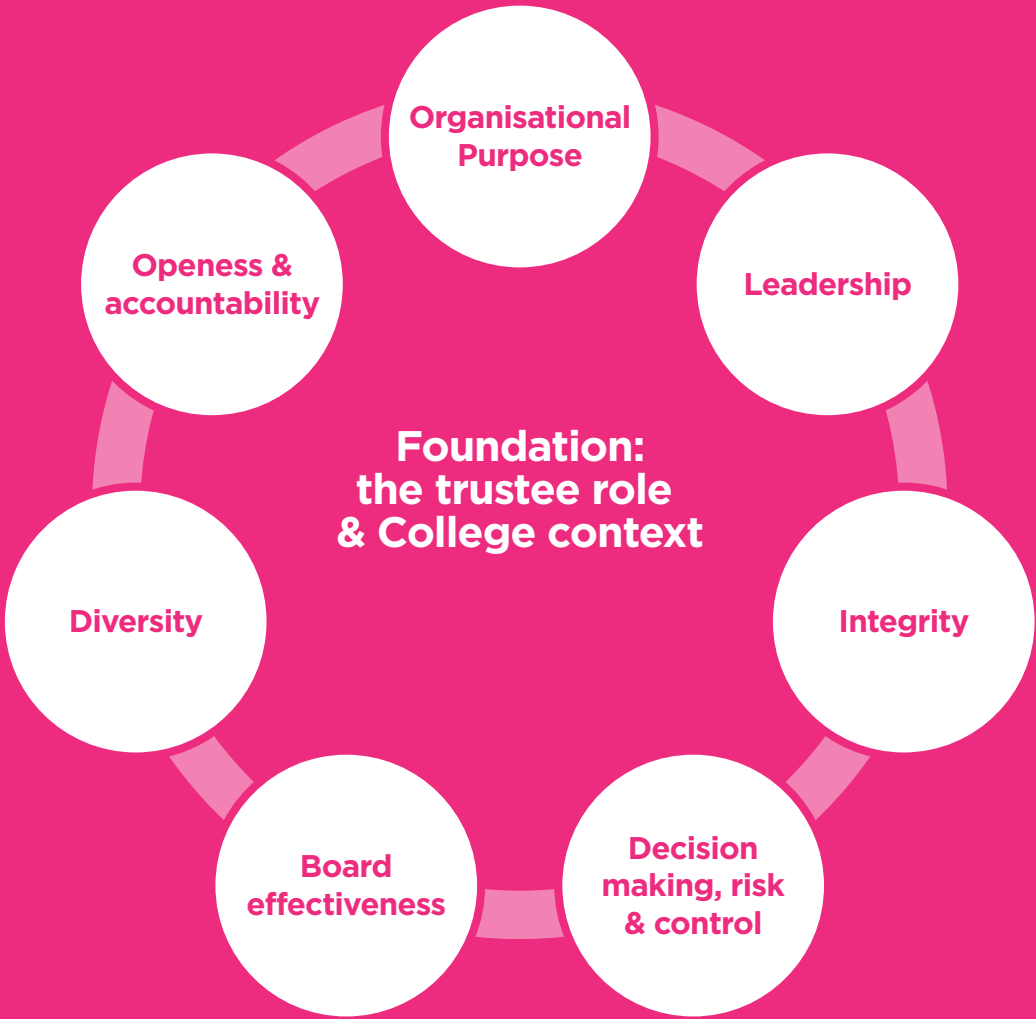 Organisational
Purpose
Leadership
Integrity
Decision
making, risk
& control
Board
effectiveness
Diversity
Openess &
accountability
Foundation:
the trustee role
& College context